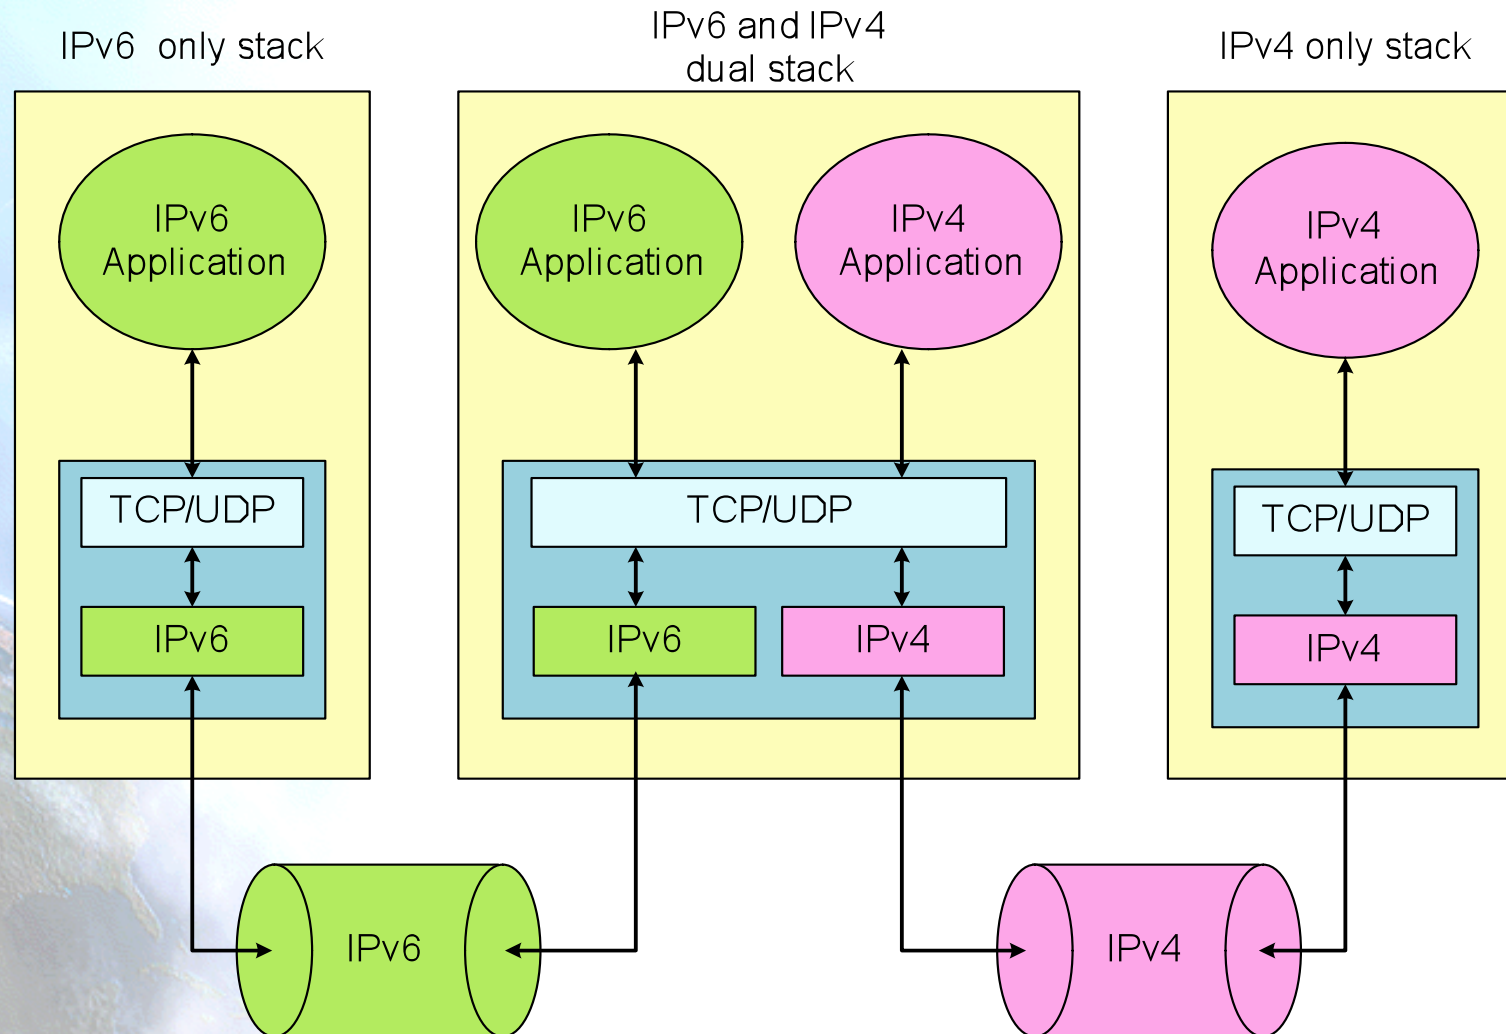 IPv6 only stack
IPv6 and IPv4
dual stack
IPv4 only stack
IPv6
Application
IPv6
Application
IPv4
Application
IPv4
Application
TCP/UDP
TCP/UDP
TCP/UDP
IPv6
IPv6
IPv4
IPv4
IPv6
IPv4